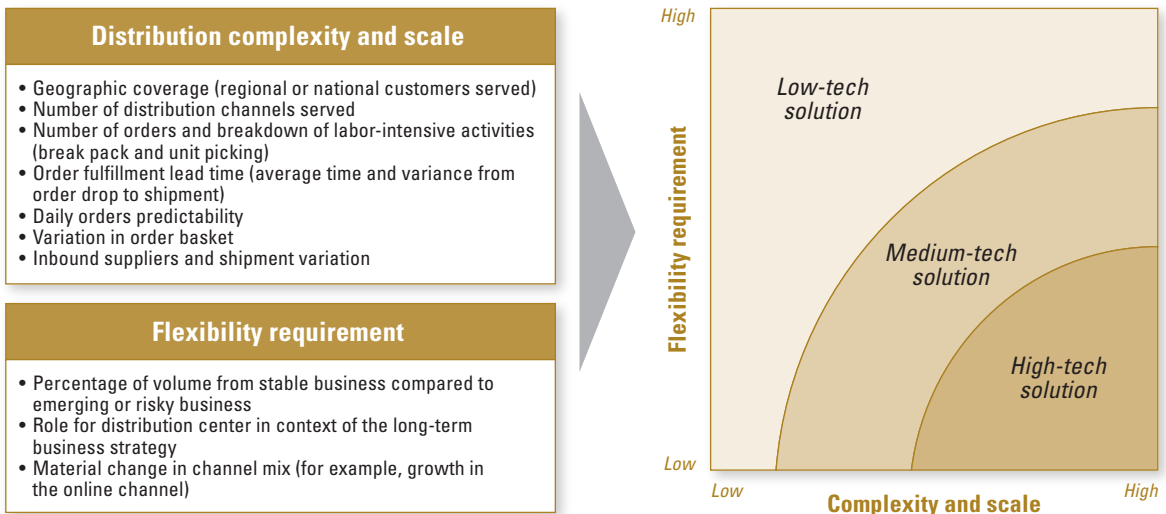 Distribution complexity and scale
• Geographic coverage (regional or national customers served)
• Number of distribution channels served
• Number of orders and breakdown of labor-intensive activities
(break pack and unit picking)
• Order fulfillment lead time (average time and variance from
order drop to shipment)
• Daily orders predictability
• Variation in order basket
• Inbound suppliers and shipment variation
Flexibility requirement
• Percentage of volume from stable business compared to
emerging or risky business
• Role for distribution center in context of the long-term
business strategy
• Material change in channel mix (for example, growth in
the online channel)
High
Flexibility requirement
Low
Low-tech
solution
Medium-tech
solution
High-tech
solution
Low
Complexity and scale
High